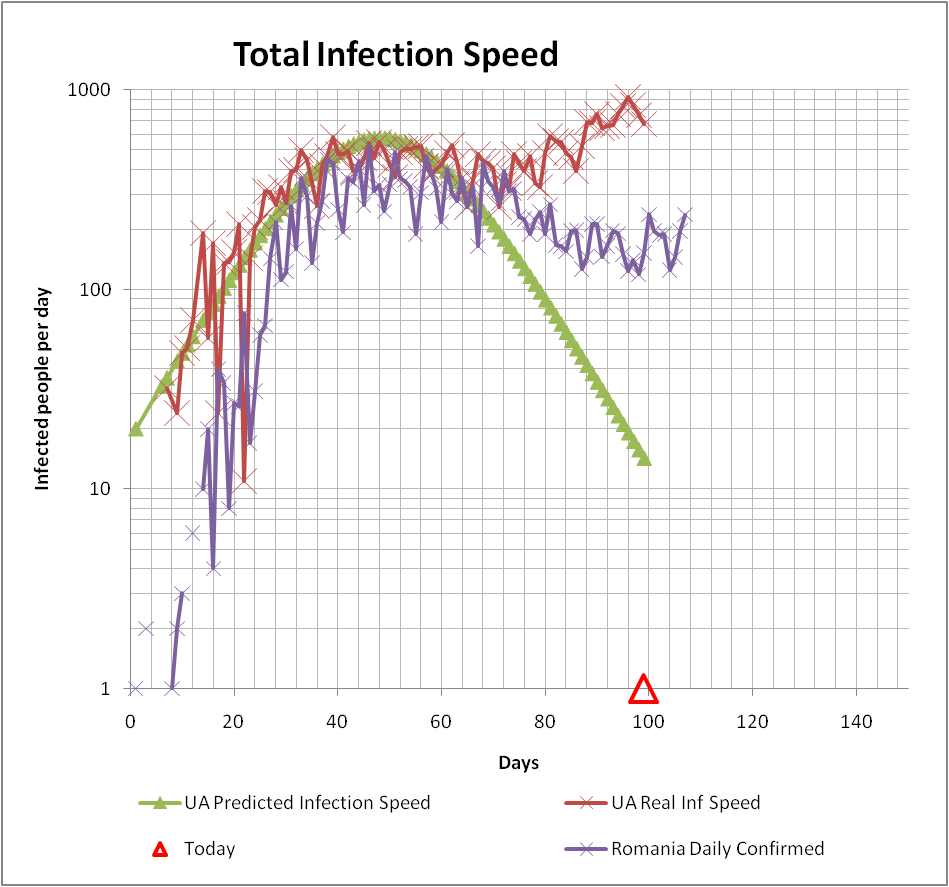 Total Infection Speed
Infected people per day
1000
100
10
1
0 20 40 60 80 100 120 140
Days
UA Predicted Infection Speed
UA Real Inf Speed
Today
Romania Daily Confirmed